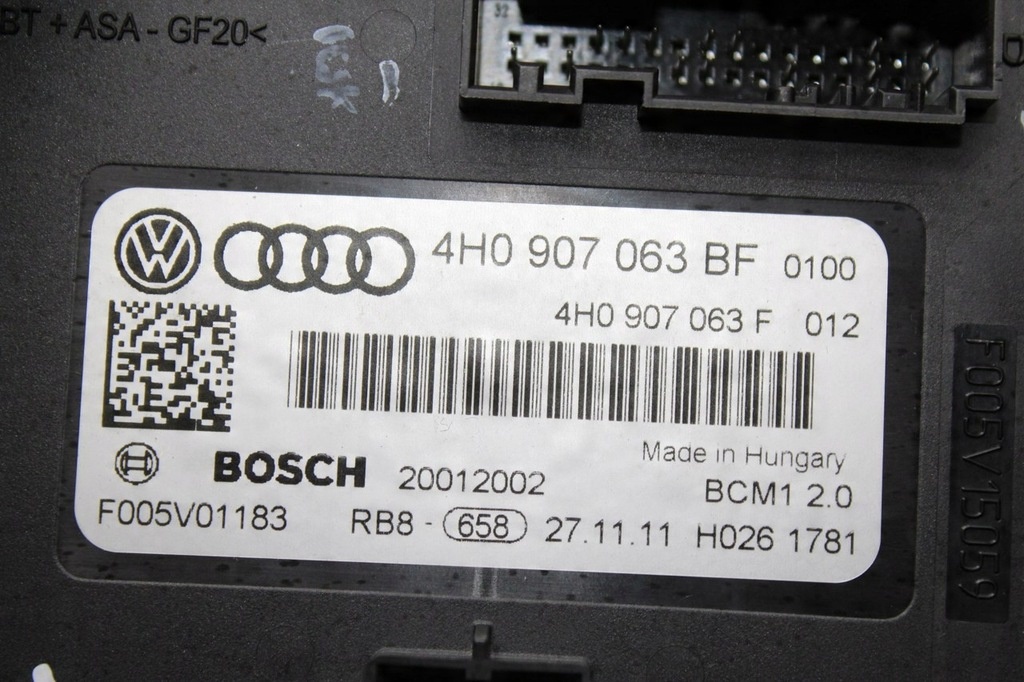 BT + ASA - GF20<
32
4H0 907 063 BF 0100
4H0 907 063 F 012
Made in Hungary
BOSCH 20012002
BCM1 2.0
F005V01183 RB8 - 658 27.11.11 H026 1781
F005V15059